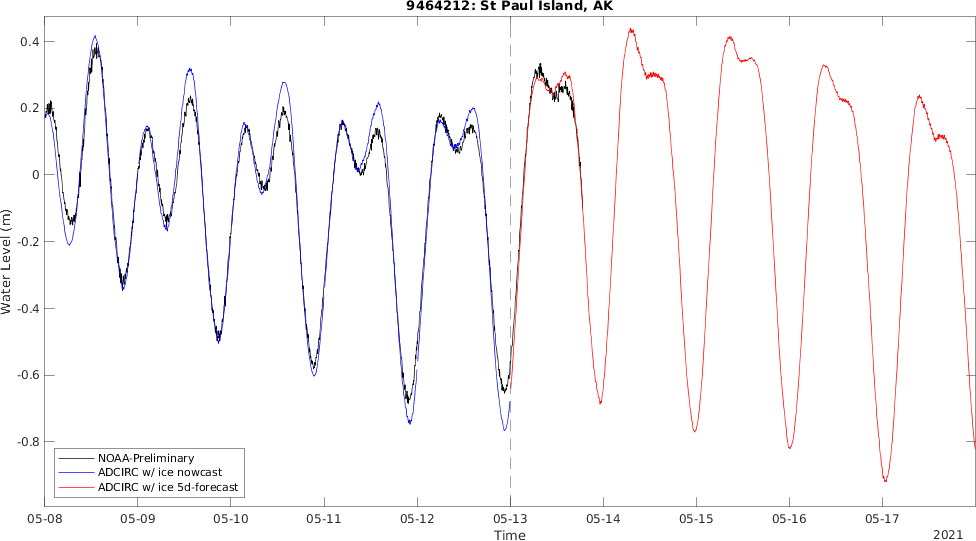 9464212: St Paul Island, AK
0.4
0.2
0
-0.2
-0.4
-0.6
-0.8
Water Level (m)
NOAA-Preliminary
ADCIRC w/ ice nowcast
ADCIRC w/ ice 5d-forecast
05-08 05-09 05-10 05-11 05-12 05-13 05-14 05-15 05-16 05-17
Time
2021